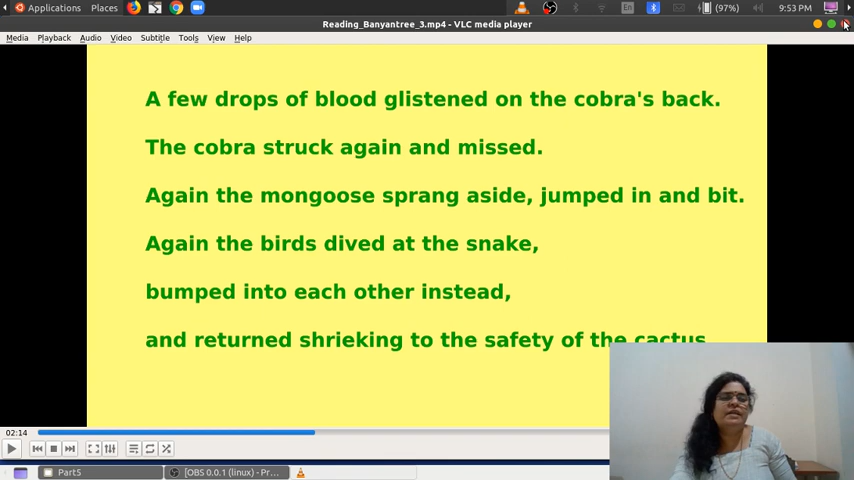 Applications Places En (97%) 9:53 PM
Reading_Banyantree_3.mp4 - VLC media player
Media Playback Audio Video Subtitle Tools View Help
A few drops of blood glistened on the cobra's back.
The cobra struck again and missed.
Again the mongoose sprang aside, jumped in and bit.
Again the birds dived at the snake,
bumped into each other instead,
and returned shrieking to the safety of the cactus
02:14
Part5 [OBS 0.0.1 (linux) - Pr...